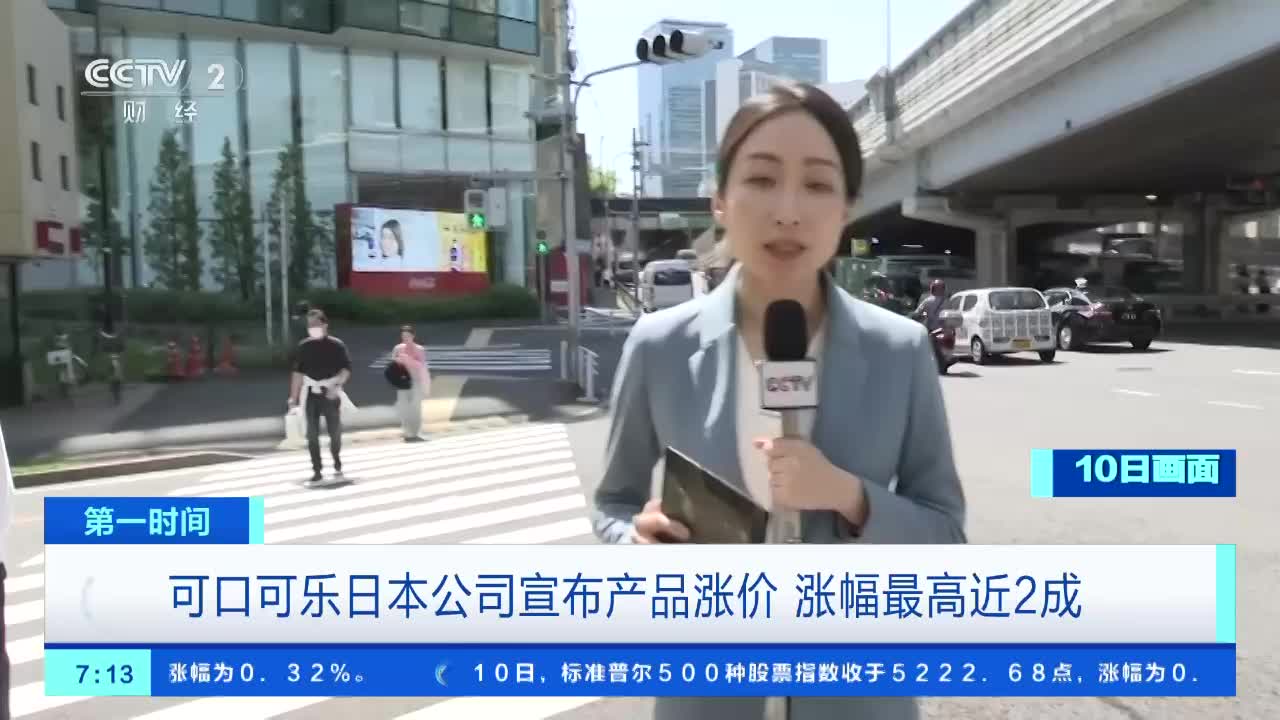 CCTV 2
财 经
Coca-Cola
CCTV
10日画面
第一时间
可口可乐日本公司宣布产品涨价 涨幅最高近2成
7:13
涨幅为0.32%。 10日，标准普尔500种股票指数收于5222.68点，涨幅为0.